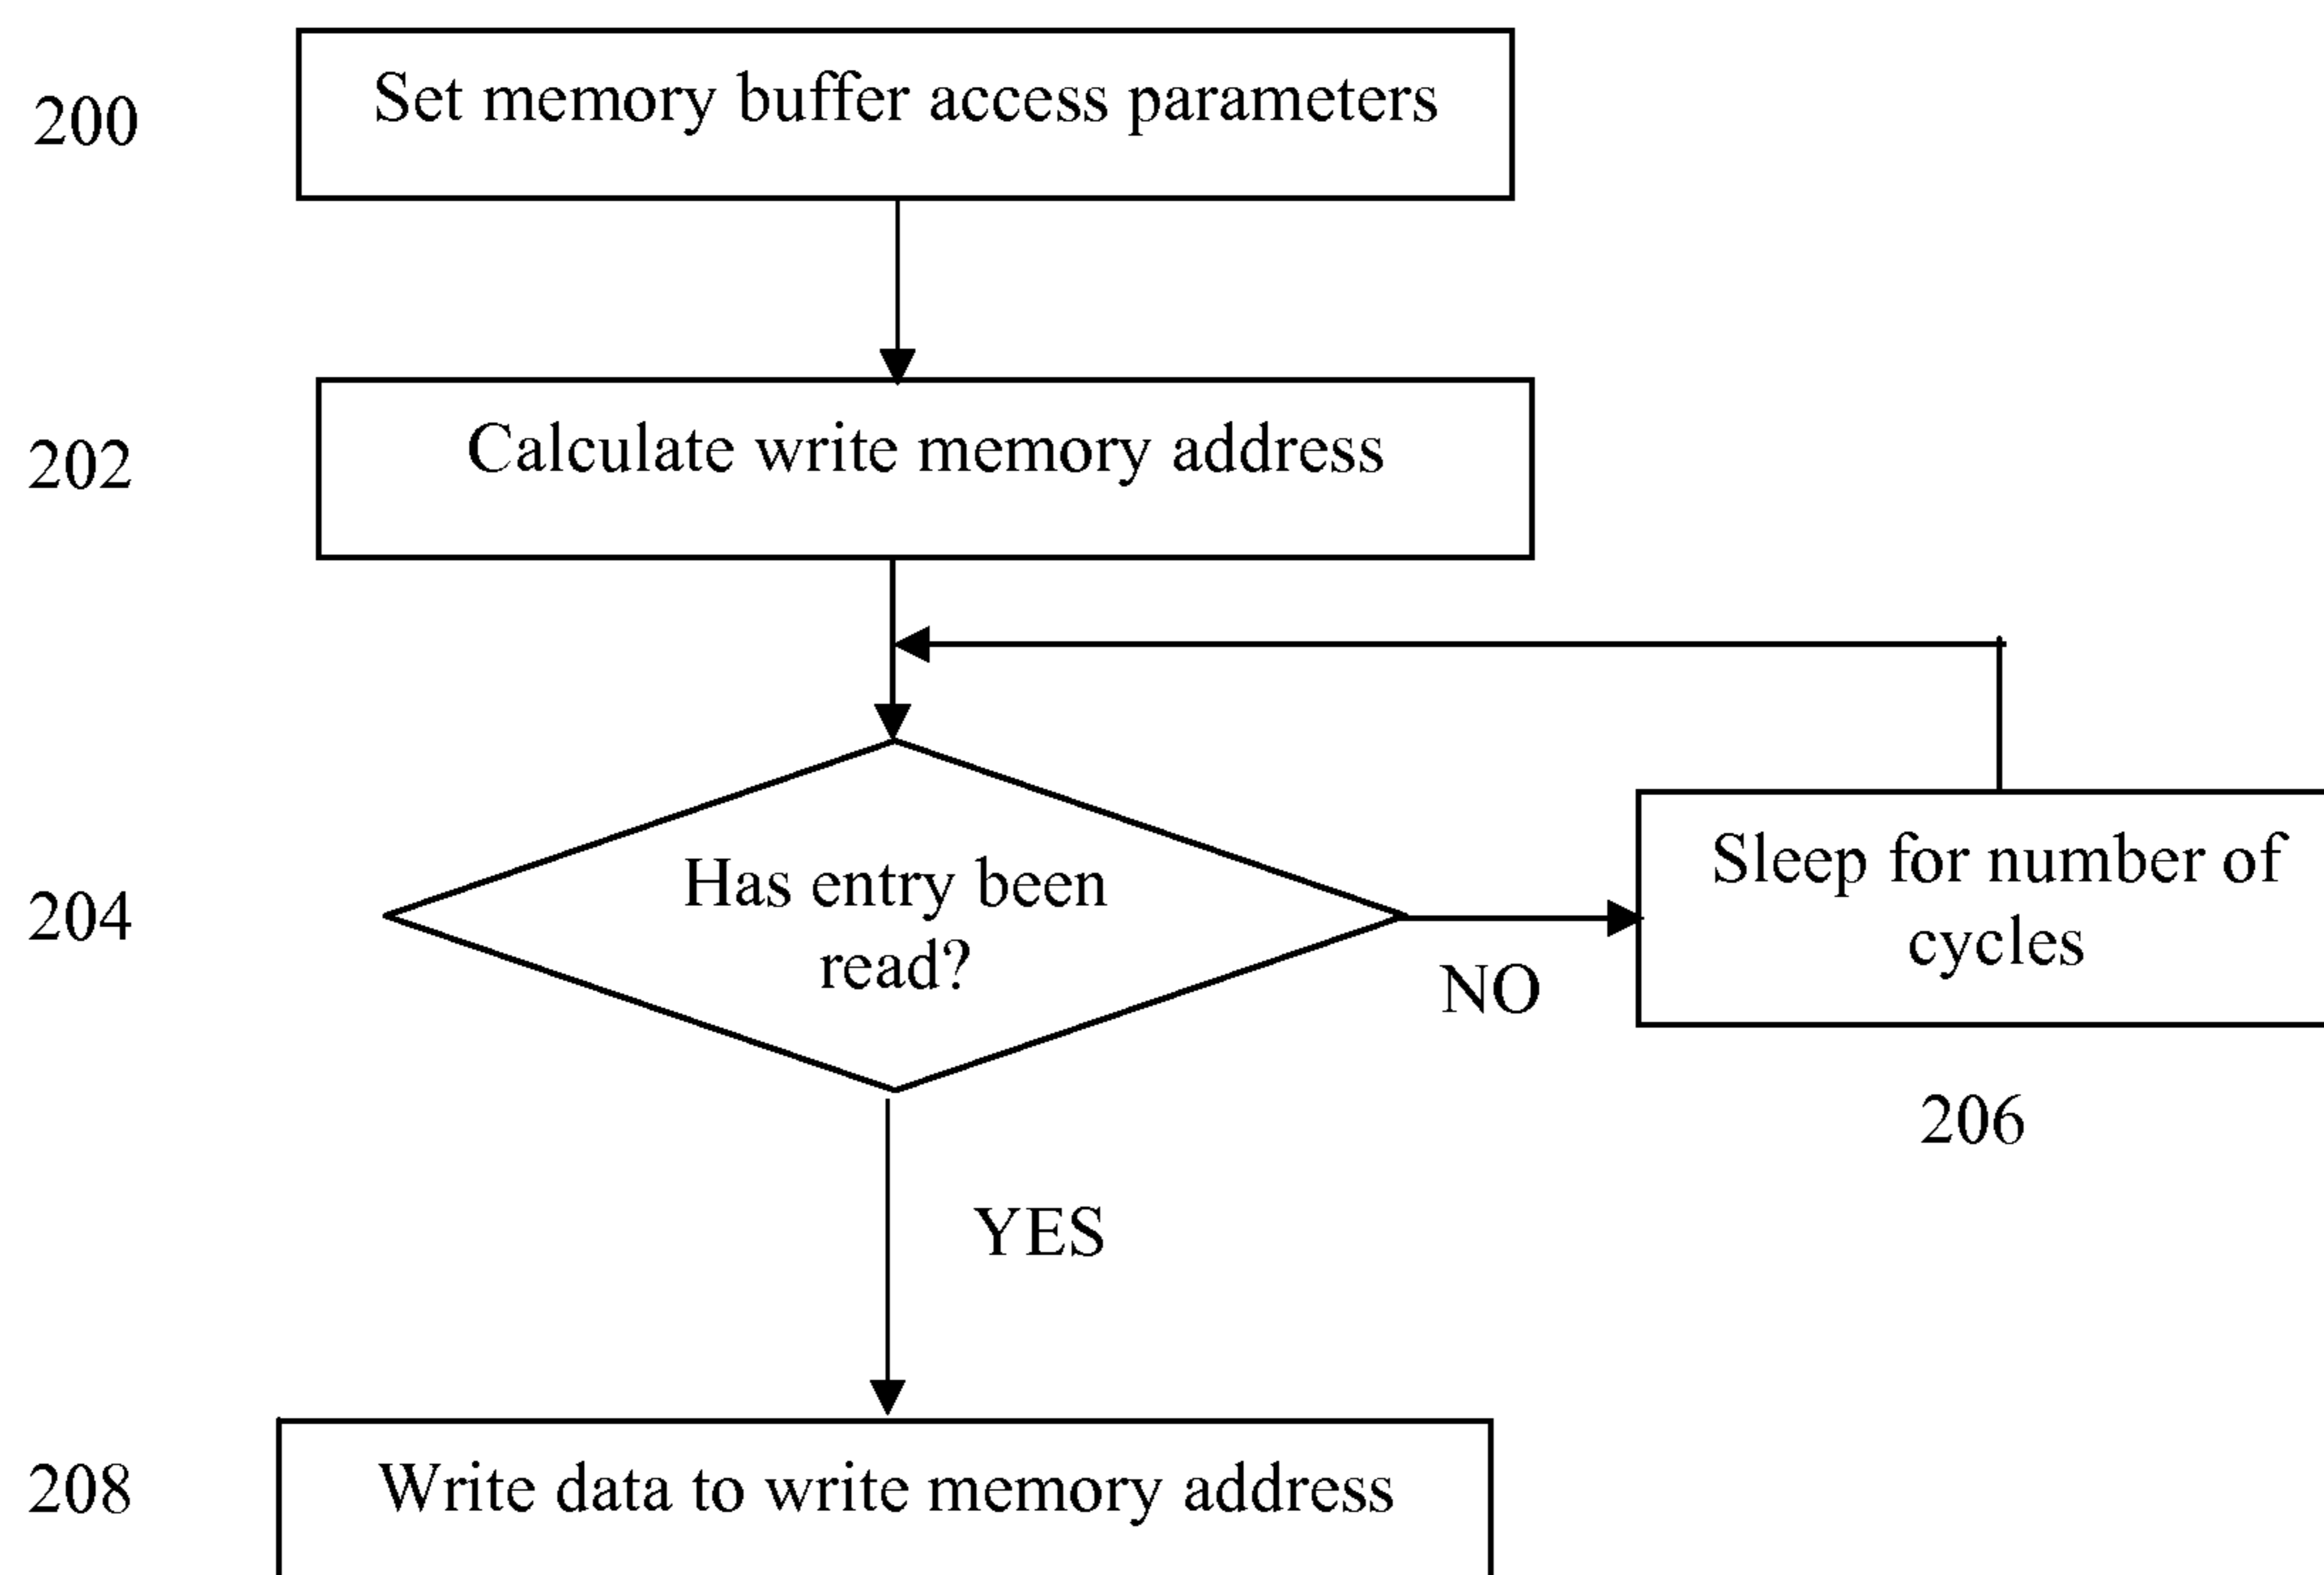 200
Set memory buffer access parameters
202
Calculate write memory address
204
Has entry been
read?
NO
Sleep for number of
cycles
206
YES
208
Write data to write memory address